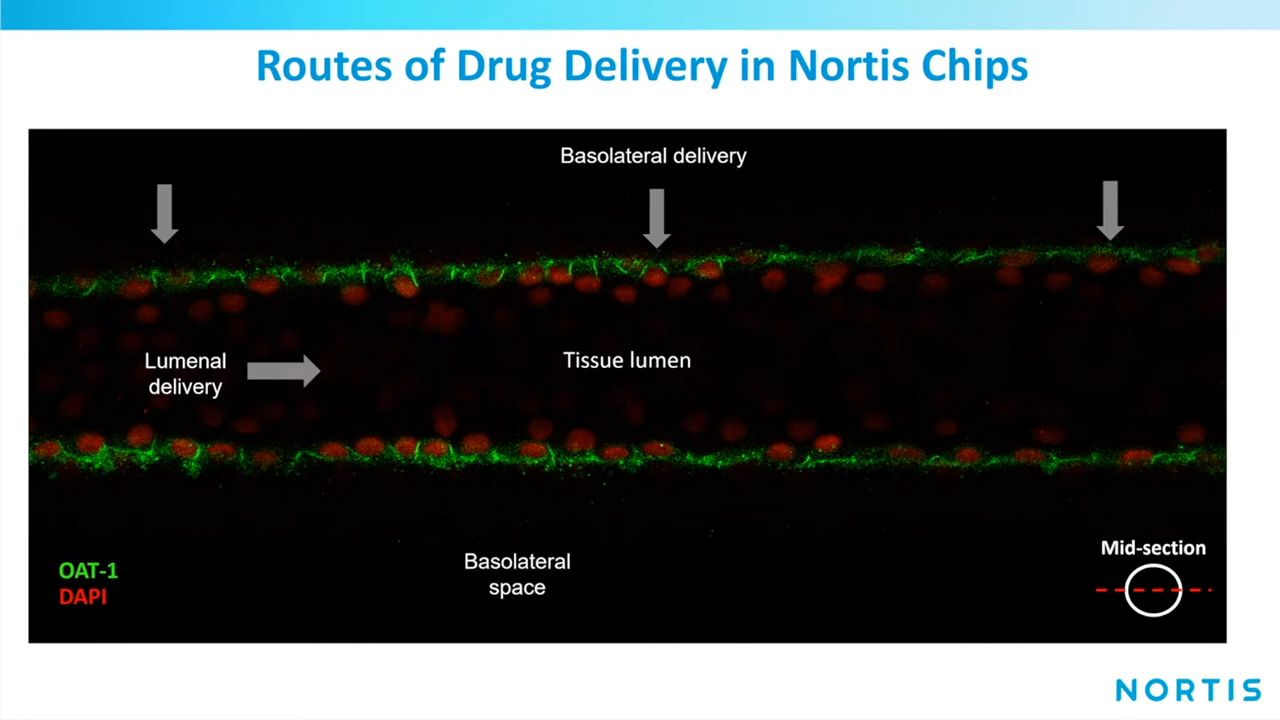 Routes of Drug Delivery in Nortis Chips
Basolateral delivery
Lumenal
delivery
Tissue lumen
Basolateral
space
OAT-1
DAPI
Mid-section
NORTIS